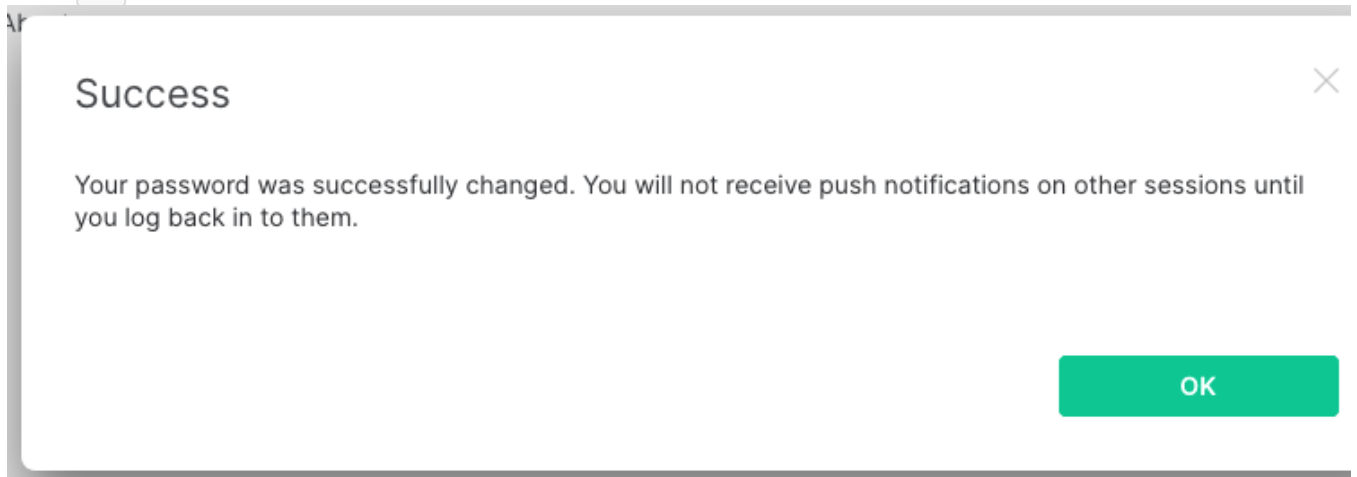 Success
Your password was successfully changed. You will not receive push notifications on other sessions until
you log back in to them.
OK